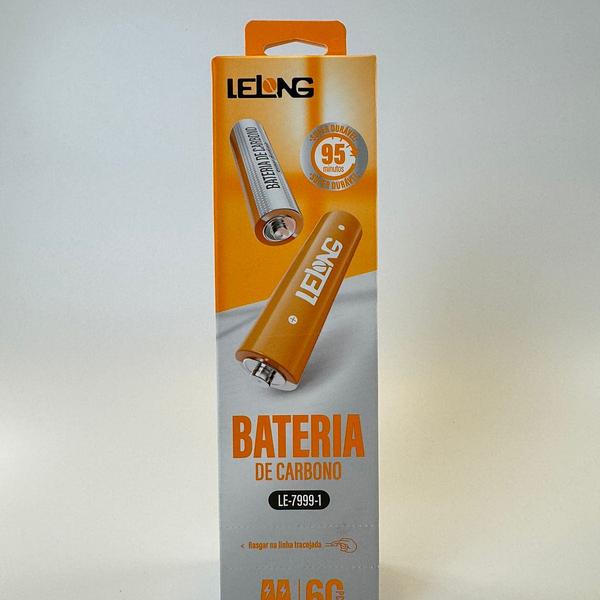 LELONG
BATERIA DE CARBONO
SUPER DURÁVEL
95
minutos
SUPER DURÁVEL
LELONG
BATERIA
DE CARBONO
LE-7999-1
< Rasgar na linha tracejada
AA 60